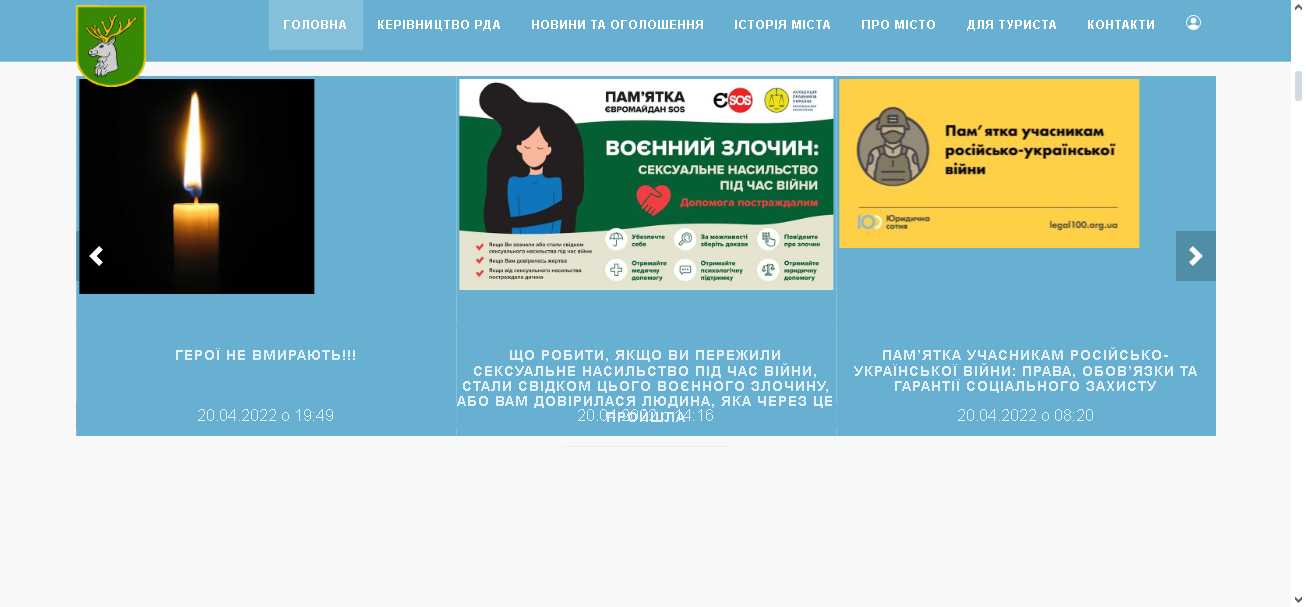 ГОЛОВНА КЕРІВНИЦТВО РДА НОВИНИ ТА ОГОЛОШЕННЯ ІСТОРІЯ МІСТА ПРО МІСТО ДЛЯ ТУРИСТА КОНТАКТИ
ПАМ'ЯТКА
ЄВРОМАЙДАН SOS
ЄSOS
АСОЦІАЦІЯ
ПРАВНИКІВ
УКРАЇНИ
ВОЄННИЙ ЗЛОЧИН:
СЕКСУАЛЬНЕ НАСИЛЬСТВО
ПІД ЧАС ВІЙНИ
Допомога постраждалим
Якщо Ви зазнали або стали свідком
сексуального насильства під час війни
Якщо Вам довірилась жертва
Якщо від сексуального насильства
постраждала дитина
Убезпечте
себе
За можливості
зберіть докази
Повідомте
про злочин
Отримайте
медичну
допомогу
Отримайте
психологічну
підтримку
Отримайте
юридичну
допомогу
Пам'ятка учасникам
російсько-української
війни
100 Юридична
сотня
legal100.org.ua
ГЕРОЇ НЕ ВМИРАЮТЬ!!!
20.04.2022 о 19:49
ЩО РОБИТИ, ЯКЩО ВИ ПЕРЕЖИЛИ
СЕКСУАЛЬНЕ НАСИЛЬСТВО ПІД ЧАС ВІЙНИ,
СТАЛИ СВІДКОМ ЦЬОГО ВОЄННОГО ЗЛОЧИНУ,
АБО ВАМ ДОВІРИЛАСЯ ЛЮДИНА, ЯКА ЧЕРЕЗ ЦЕ
ПРОЙШЛА
20.04.2022 о 14:16
ПАМ'ЯТКА УЧАСНИКАМ РОСІЙСЬКО-
УКРАЇНСЬКОЇ ВІЙНИ: ПРАВА, ОБОВ'ЯЗКИ ТА
ГАРАНТІЇ СОЦІАЛЬНОГО ЗАХИСТУ
20.04.2022 о 08:20